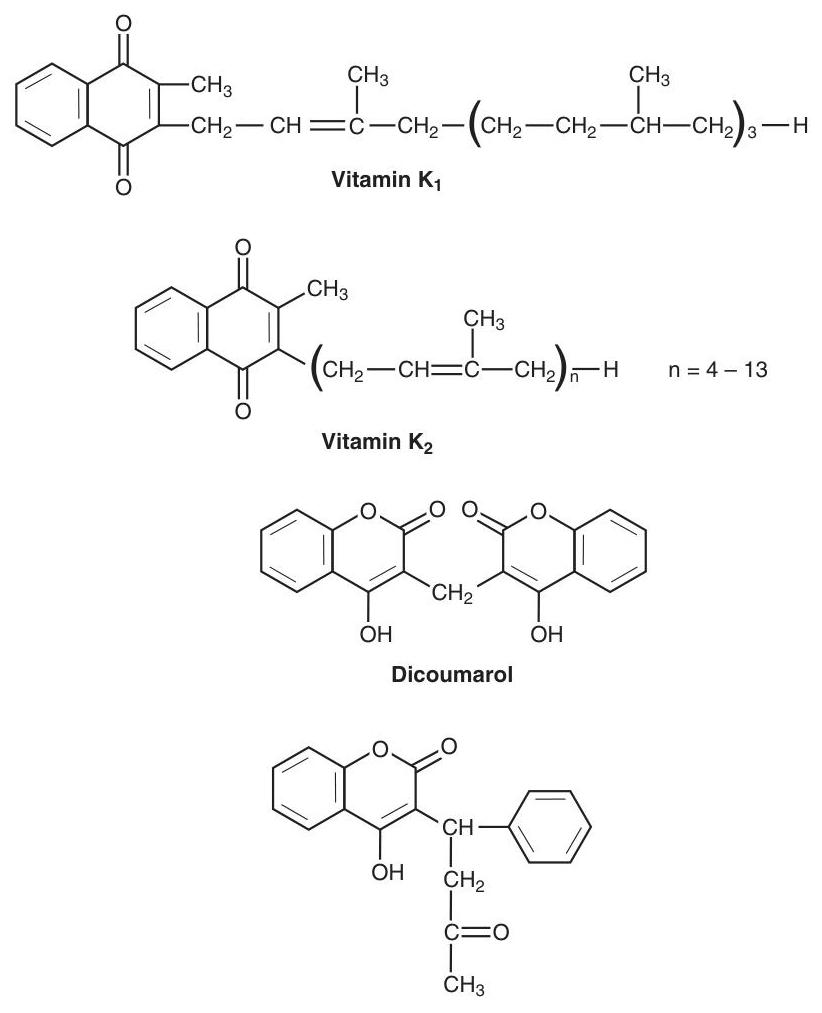 O
CH3
CH3
CH3
CH2—CH=C—CH2—(CH2—CH2—CH—CH2)3—H
O
Vitamin K1
O
CH3
CH3
(CH2—CH=C—CH2)n—H n = 4 – 13
O
Vitamin K2
O O O O
CH2
OH OH
Dicoumarol
O O
CH
OH
CH2
C=O
CH3